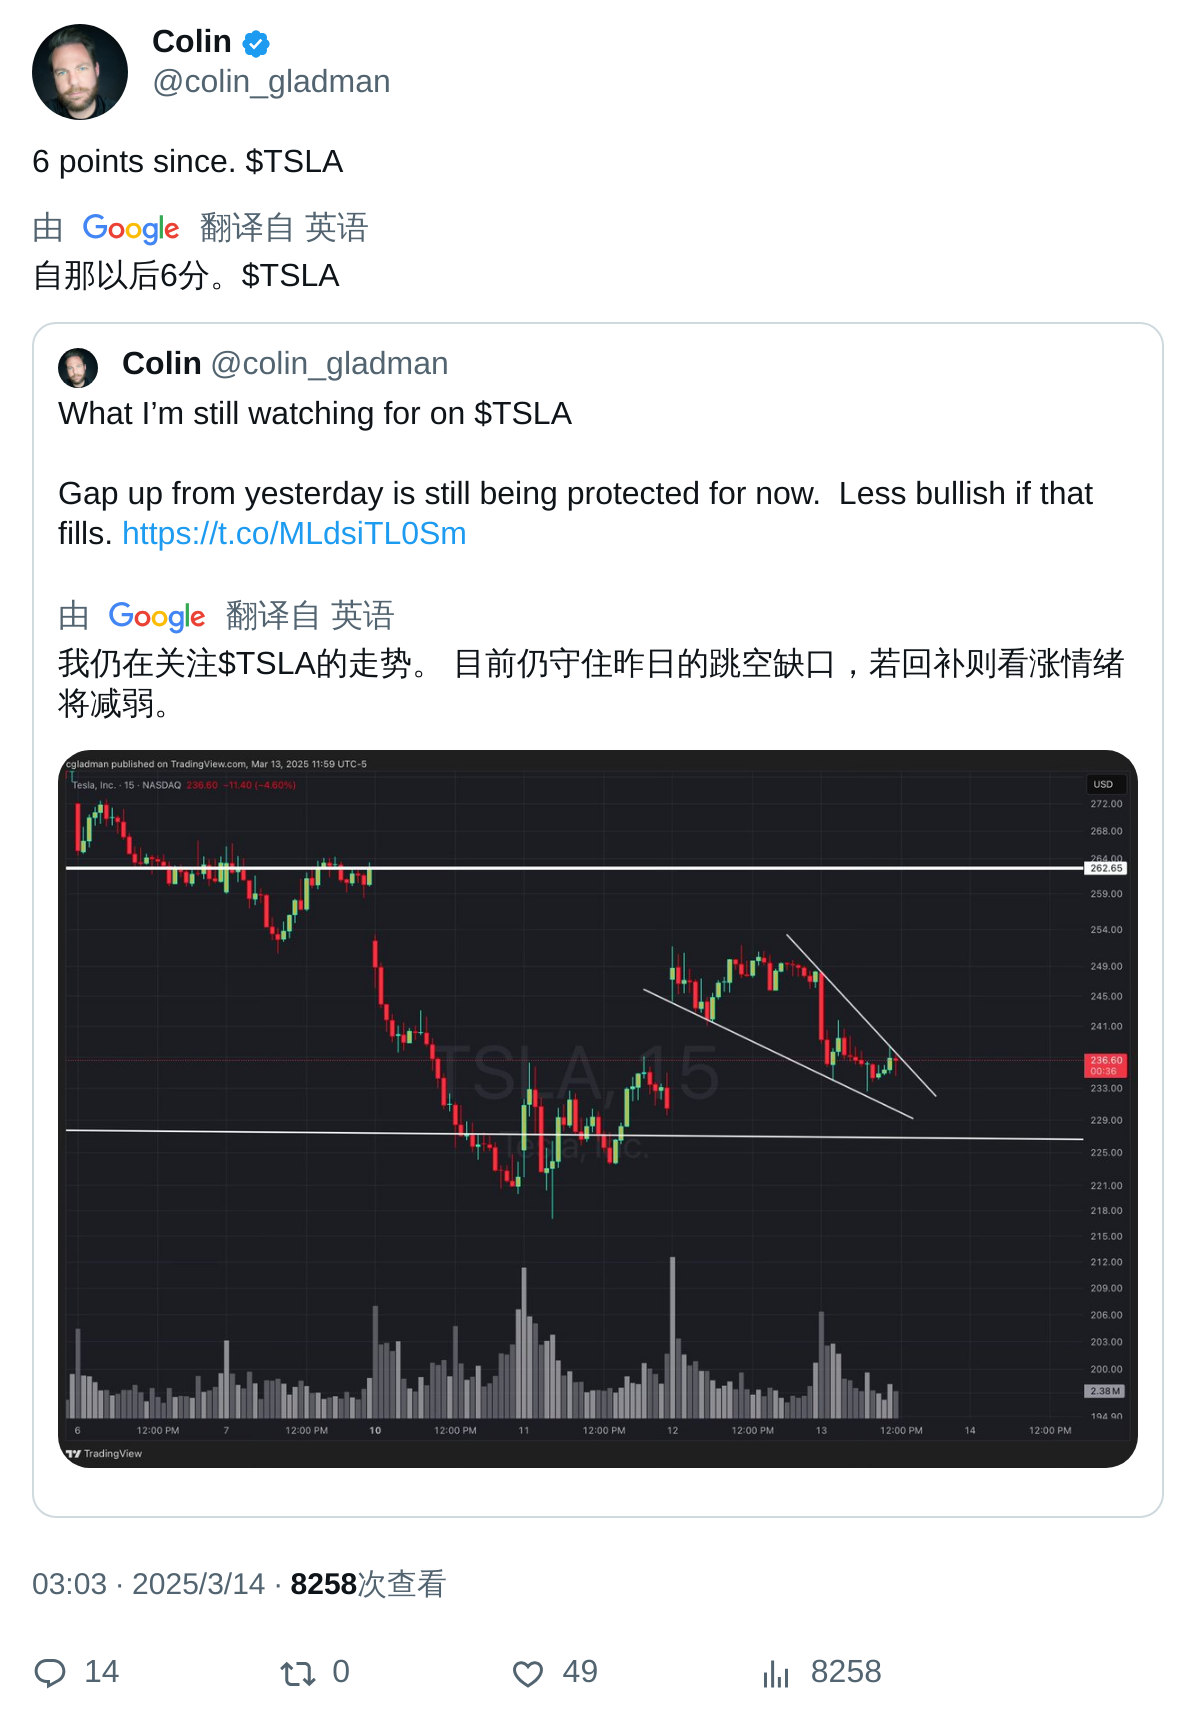 Colin
@colin_gladman
6 points since. $TSLA
由 Google 翻译自 英语
自那以后6分。$TSLA
Colin @colin_gladman
What I’m still watching for on $TSLA
Gap up from yesterday is still being protected for now.  Less bullish if that
fills. https://t.co/MLdsiTL0Sm
由 Google 翻译自 英语
我仍在关注$TSLA的走势。 目前仍守住昨日的跳空缺口，若回补则看涨情绪
将减弱。
cgladman published on TradingView.com, Mar 13, 2025 11:59 UTC-5
Tesla, Inc. · 15 · NASDAQ 236.60 −11.40 (−4.60%)
USD
272.00
268.00
264.00
262.65
259.00
254.00
249.00
245.00
241.00
TSLA, 15
236.60
00:36
233.00
229.00
Tesla, Inc.
225.00
221.00
218.00
215.00
212.00
209.00
206.00
203.00
200.00
2.38 M
194.90
6 12:00 PM 7 12:00 PM 10 12:00 PM 11 12:00 PM 12 12:00 PM 13 12:00 PM 14 12:00 PM
TradingView
03:03 · 2025/3/14 · 8258次查看
14 0 49 8258